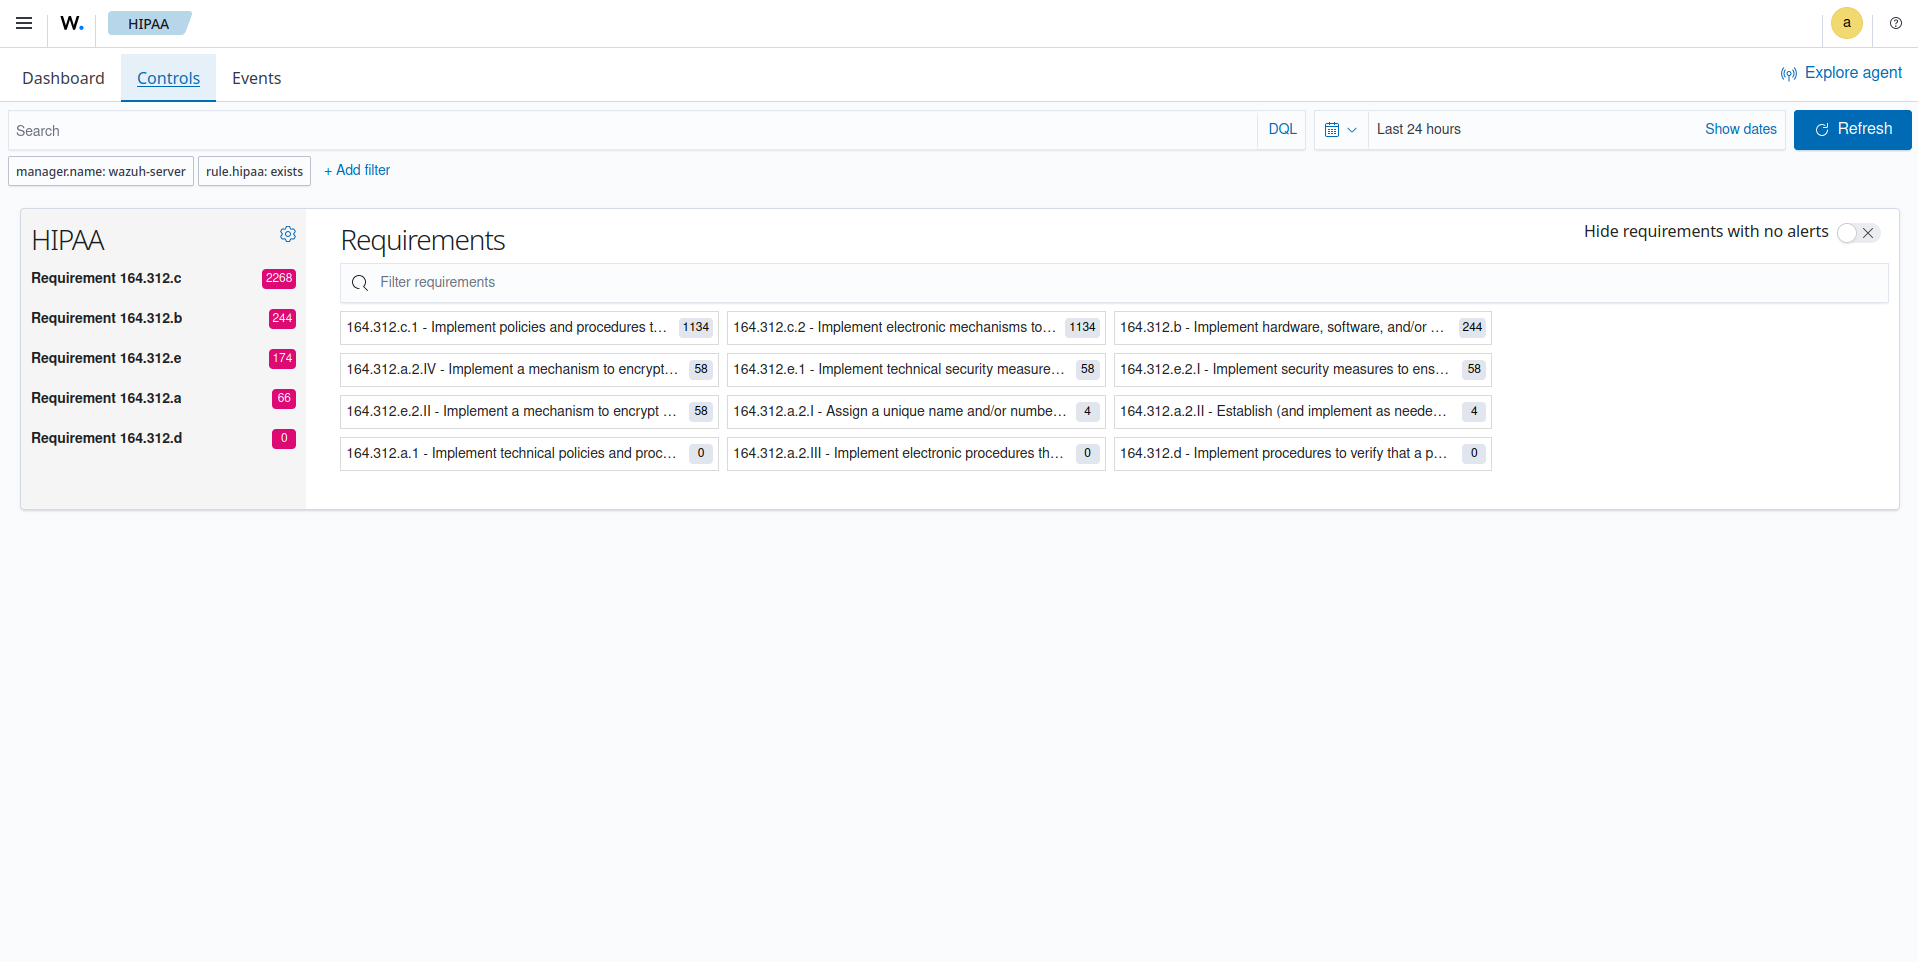 W. HIPAA a
Dashboard Controls Events Explore agent
Search DQL Last 24 hours Show dates Refresh
manager.name: wazuh-server rule.hipaa: exists + Add filter
HIPAA
Requirement 164.312.c 2268
Requirement 164.312.b 244
Requirement 164.312.e 174
Requirement 164.312.a 66
Requirement 164.312.d 0
Requirements
Hide requirements with no alerts
Filter requirements
164.312.c.1 - Implement policies and procedures t... 1134
164.312.c.2 - Implement electronic mechanisms to... 1134
164.312.b - Implement hardware, software, and/or ... 244
164.312.a.2.IV - Implement a mechanism to encrypt... 58
164.312.e.1 - Implement technical security measure... 58
164.312.e.2.I - Implement security measures to ens... 58
164.312.e.2.II - Implement a mechanism to encrypt ... 58
164.312.a.2.I - Assign a unique name and/or numbe... 4
164.312.a.2.II - Establish (and implement as neede... 4
164.312.a.1 - Implement technical policies and proc... 0
164.312.a.2.III - Implement electronic procedures th... 0
164.312.d - Implement procedures to verify that a p... 0